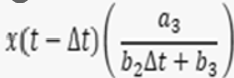 x(t − Δt)(a₃ / (b₂Δt + b₃))